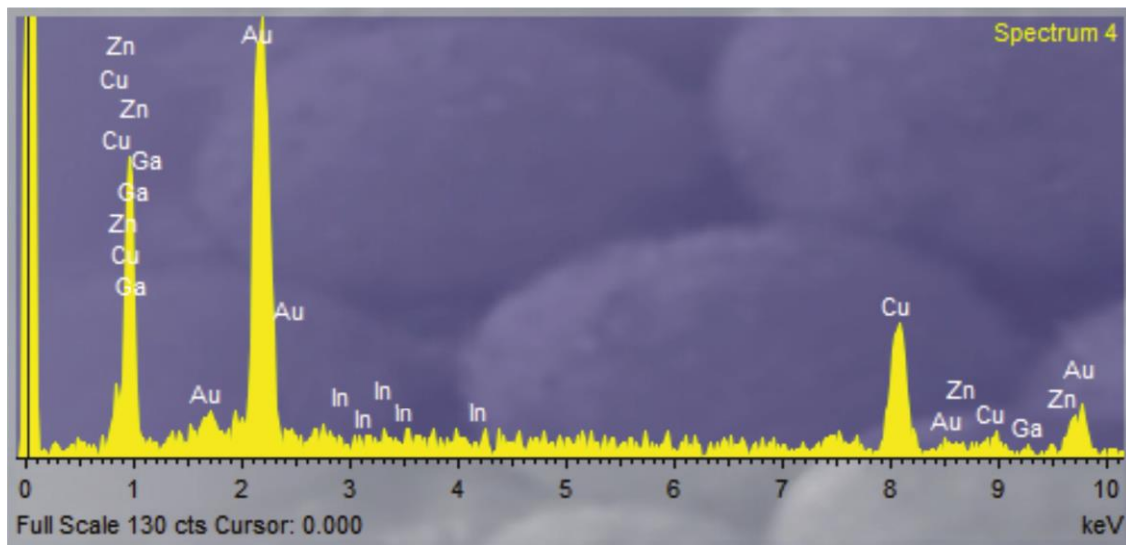 Spectrum 4
Zn
Au
Cu
Zn
Cu
Ga
Ga
Zn
Cu
Ga
Au
Au
In
In
In
In
In
Cu
Au
Zn
Cu
Ga
Zn
Au
0 1 2 3 4 5 6 7 8 9 10
Full Scale 130 cts Cursor: 0.000 keV